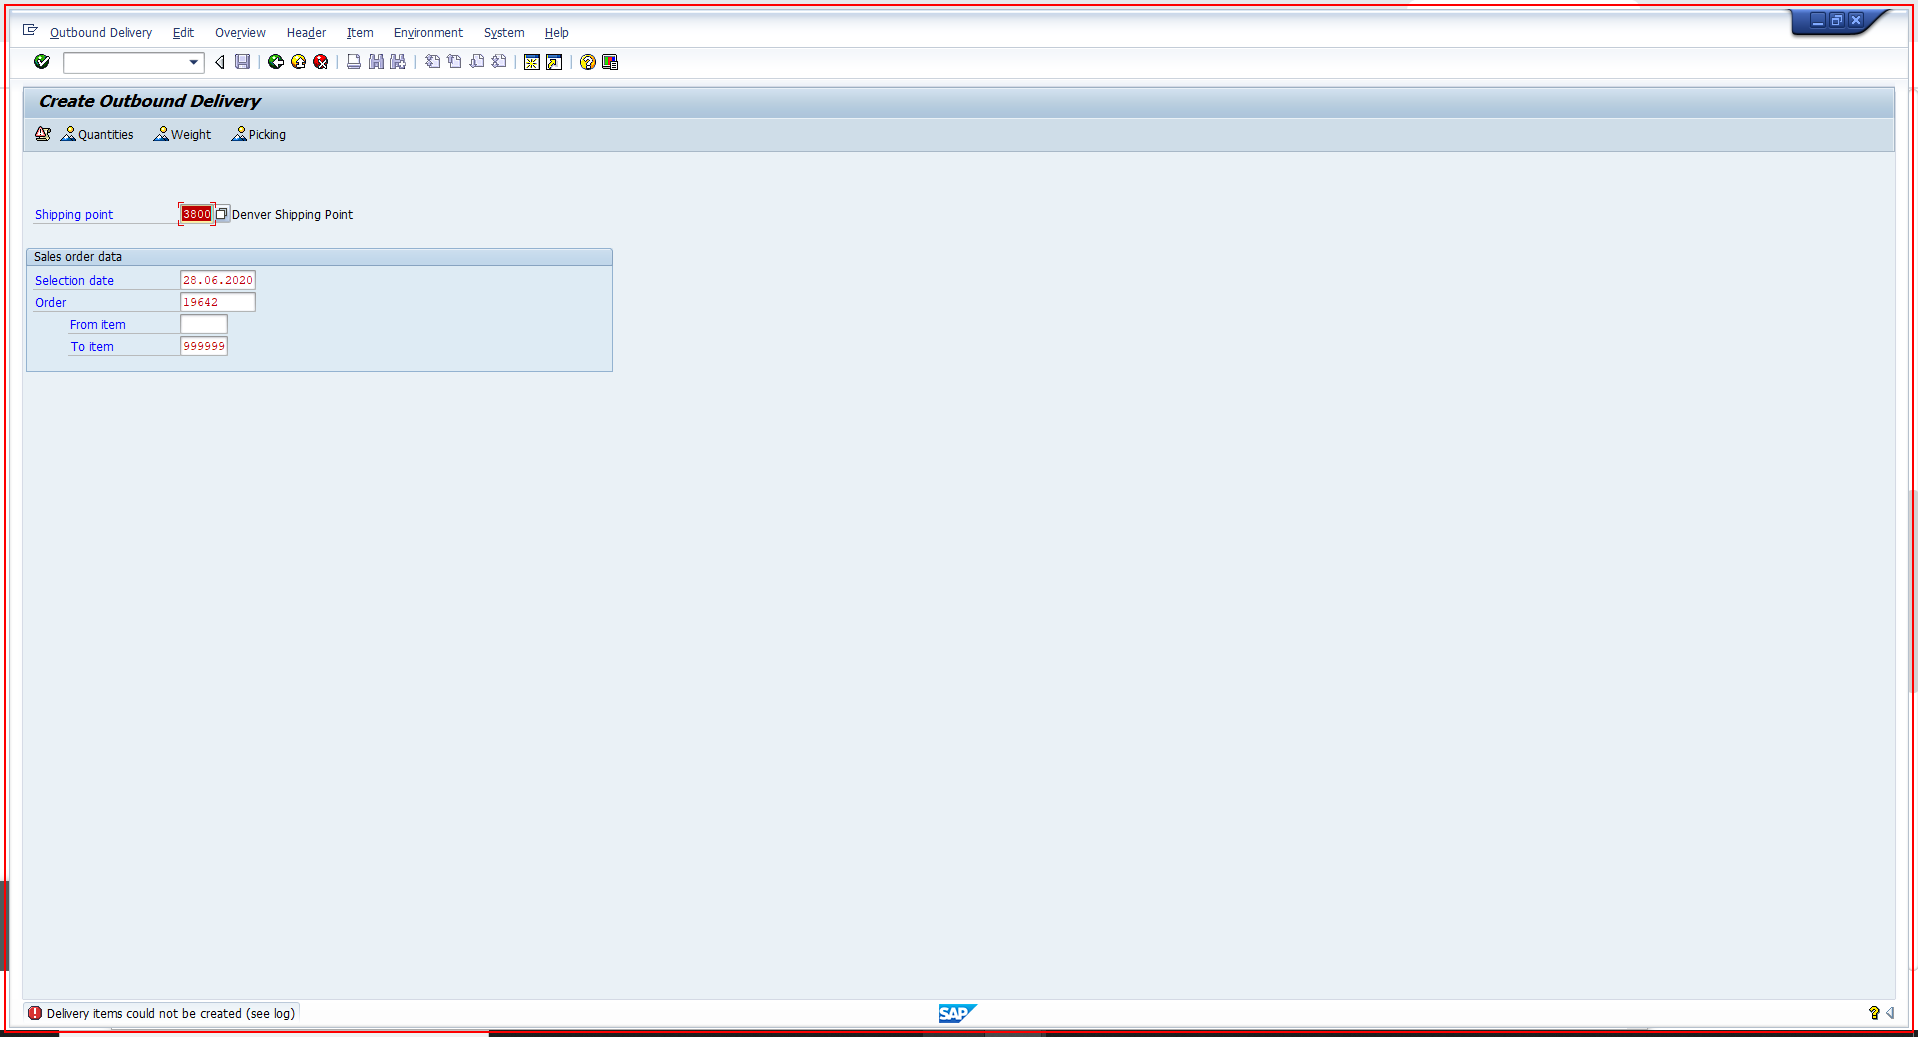 Outbound Delivery Edit Overview Header Item Environment System Help
Create Outbound Delivery
Quantities Weight Picking
Shipping point 3800 Denver Shipping Point
Sales order data
Selection date 28.06.2020
Order 19642
From item
To item 999999
Delivery items could not be created (see log)
SAP